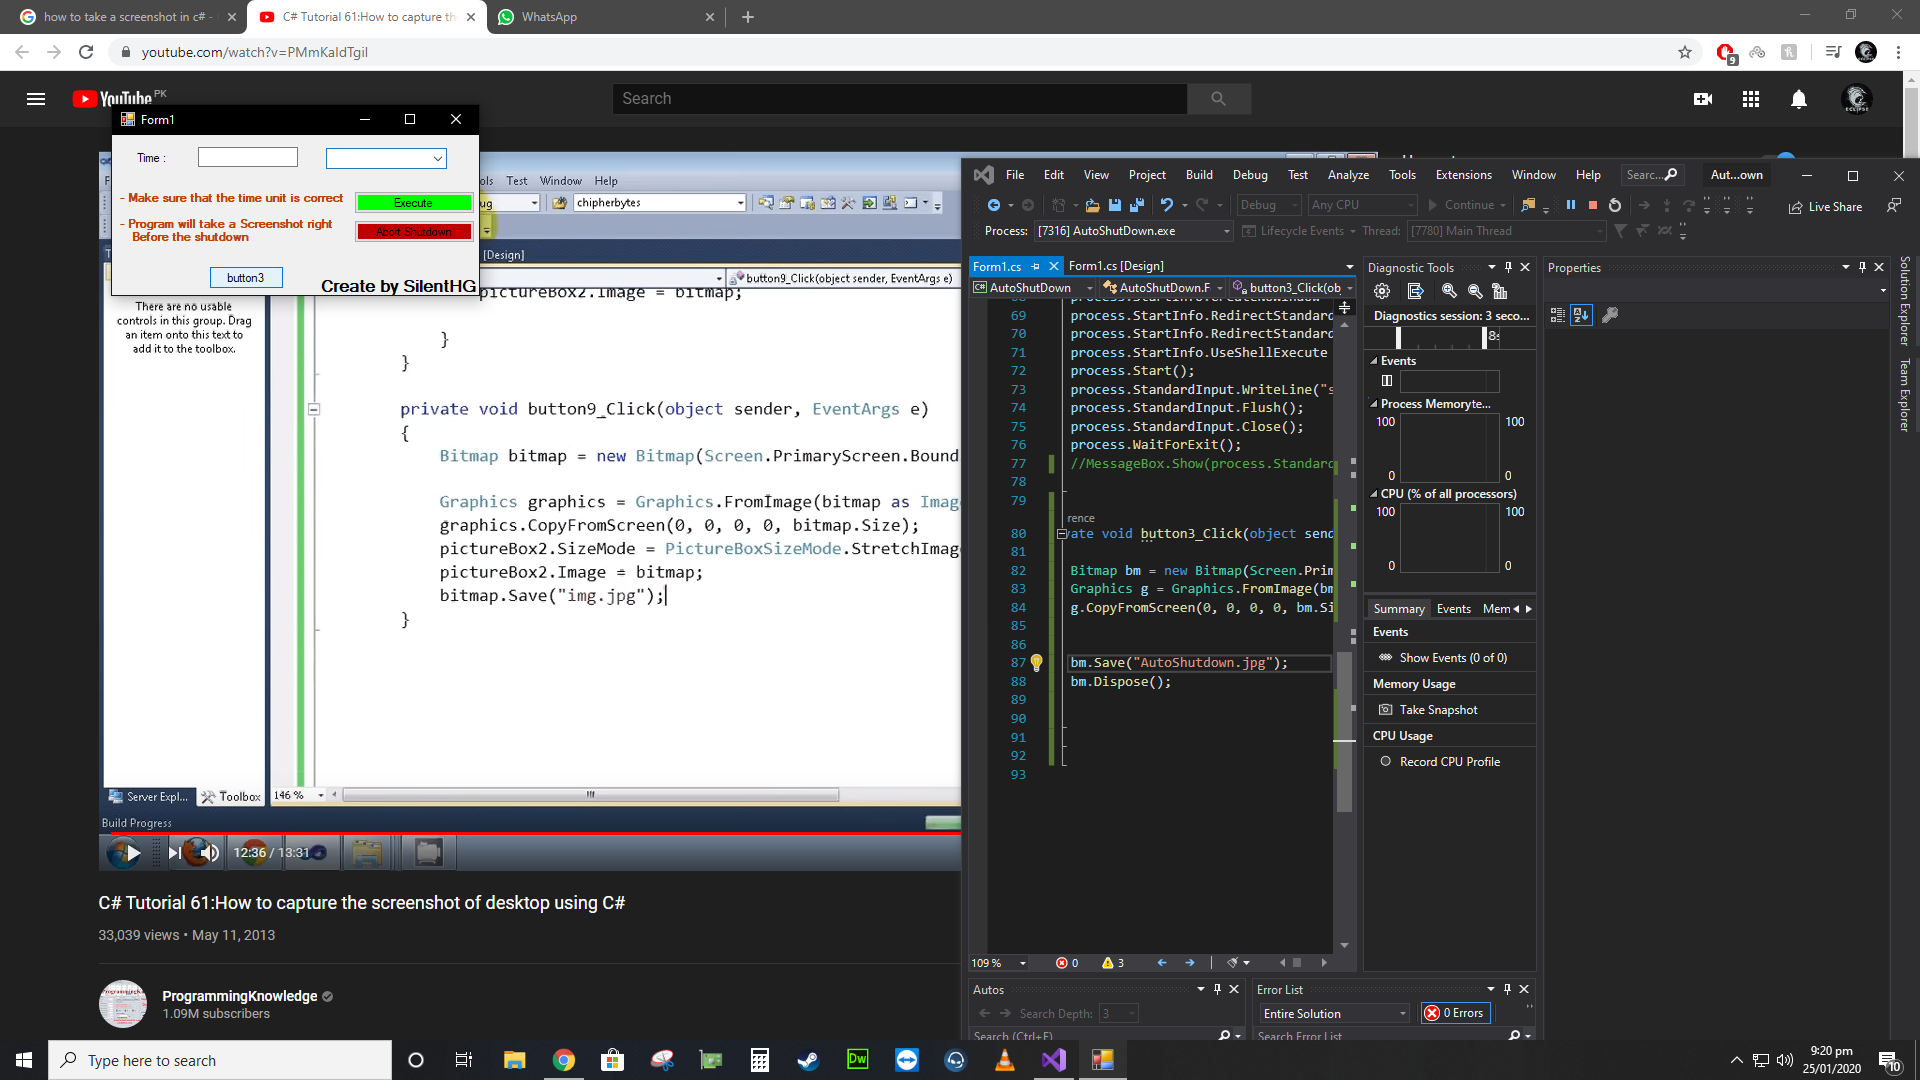 how to take a screenshot in c# -
C# Tutorial 61:How to capture the
WhatsApp
youtube.com/watch?v=PMmKaldTgiI
9
YouTube PK
Search
Form1
Time :
- Make sure that the time unit is correct
Execute
- Program will take a Screenshot right
Before the shutdown
Abort Shutdown
button3
Create by SilentHG
Test Window Help
chipherbytes
[Design]
button9_Click(object sender, EventArgs e)
There are no usable
controls in this group. Drag
an item onto this text to
add it to the toolbox.
pictureBox2.Image = bitmap;
}
}
private void button9_Click(object sender, EventArgs e)
{
Bitmap bitmap = new Bitmap(Screen.PrimaryScreen.Bound
Graphics graphics = Graphics.FromImage(bitmap as Imag
graphics.CopyFromScreen(0, 0, 0, 0, bitmap.Size);
pictureBox2.SizeMode = PictureBoxSizeMode.StretchImage
pictureBox2.Image = bitmap;
bitmap.Save("img.jpg");
}
Server Expl... Toolbox
146 %
Build Progress
12:36 / 13:31
C# Tutorial 61:How to capture the screenshot of desktop using C#
33,039 views • May 11, 2013
ProgrammingKnowledge
1.09M subscribers
File Edit View Project Build Debug Test Analyze Tools Extensions Window Help
Searc...
Aut...own
Debug
Any CPU
Continue
Live Share
Process: [7316] AutoShutDown.exe
Lifecycle Events
Thread: [7780] Main Thread
Form1.cs
Form1.cs [Design]
AutoShutDown
AutoShutDown.F
button3_Click(ob
69 process.StartInfo.RedirectStandard
70 process.StartInfo.RedirectStandard
71 process.StartInfo.UseShellExecute
72 process.Start();
73 process.StandardInput.WriteLine("s
74 process.StandardInput.Flush();
75 process.StandardInput.Close();
76 process.WaitForExit();
77 //MessageBox.Show(process.Standard
78
79
rence
80 vate void button3_Click(object send
81
82 Bitmap bm = new Bitmap(Screen.Prim
83 Graphics g = Graphics.FromImage(bm
84 g.CopyFromScreen(0, 0, 0, 0, bm.Si
85
86
87 bm.Save("AutoShutdown.jpg");
88 bm.Dispose();
89
90
91
92
93
109 %
0
3
Diagnostic Tools
Diagnostics session: 3 seco...
8s
Events
Process Memoryte...
100 100
0 0
CPU (% of all processors)
100 100
0 0
Summary Events Mem
Events
Show Events (0 of 0)
Memory Usage
Take Snapshot
CPU Usage
Record CPU Profile
Properties
Solution Explorer
Team Explorer
Autos
Search Depth: 3
Search (Ctrl+E)
Error List
Entire Solution
0 Errors
Search Error List
Type here to search
Dw
9:20 pm
25/01/2020
10